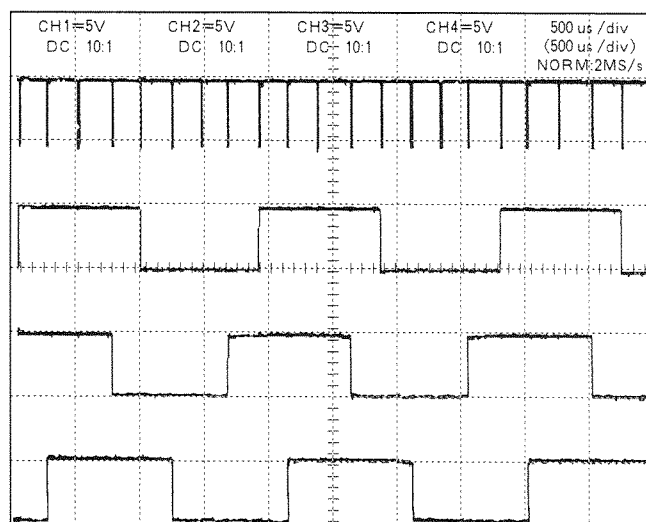 CH1=5V CH2=5V CH3=5V CH4=5V 500 us/div
DC 10:1 DC 10:1 DC 10:1 DC 10:1 (500 us/div)
NORM:2MS/s